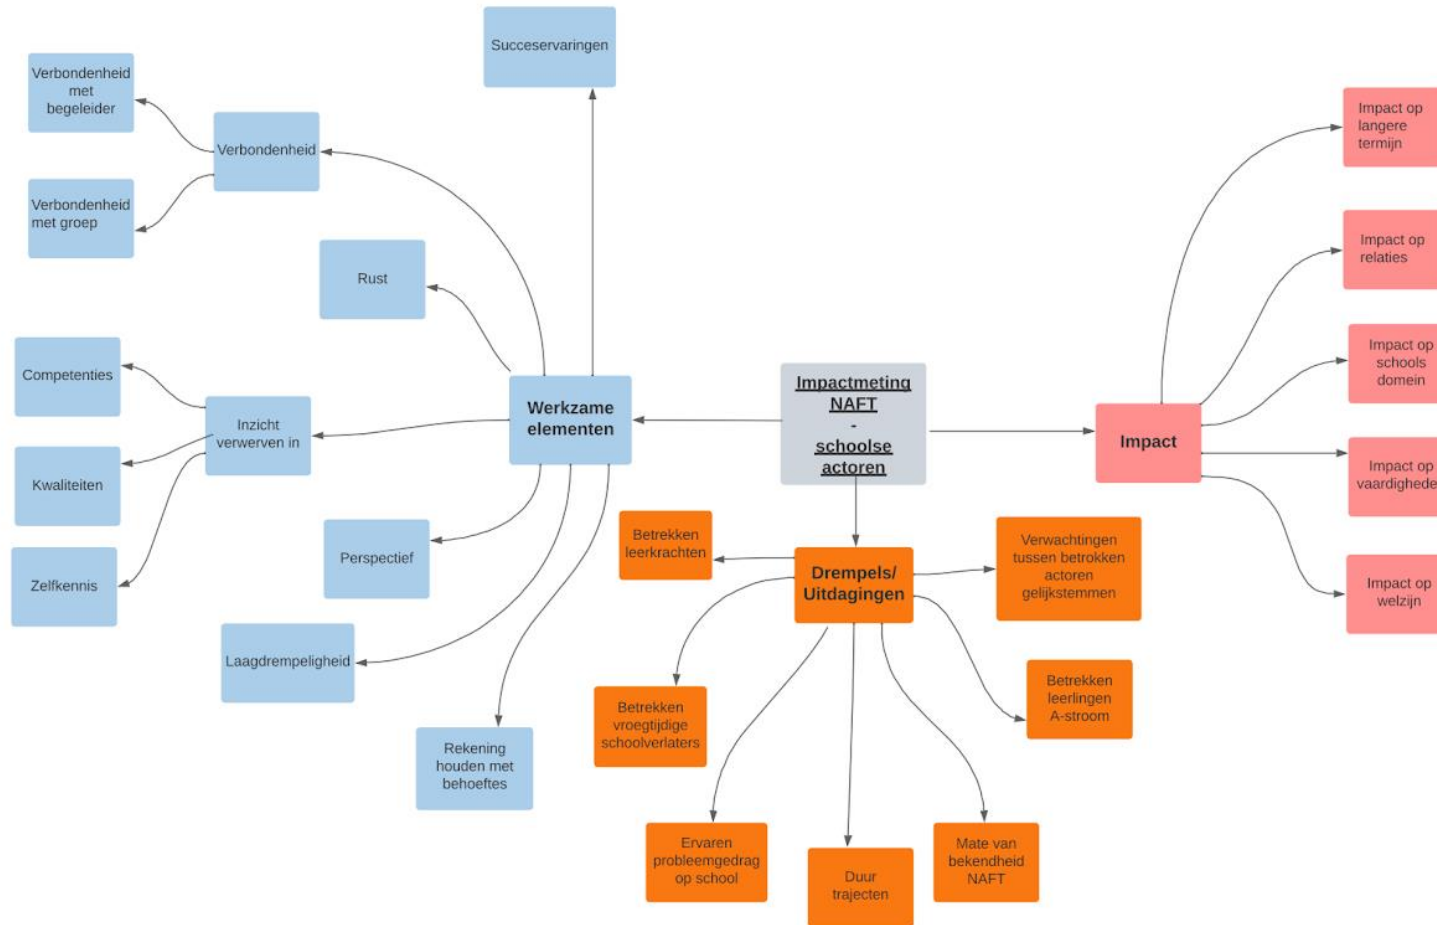 Succeservaringen
Verbondenheid
met
begeleider
Verbondenheid
Verbondenheid
met groep
Rust
Competenties
Inzicht
verwerven in
Kwaliteiten
Zelfkennis
Werkzame
elementen
Perspectief
Laagdrempeligheid
Rekening
houden met
behoeftes
Impactmeting
NAFT
-
schoolse
actoren
Betrekken
leerkrachten
Drempels/
Uitdagingen
Verwachtingen
tussen betrokken
actoren
gelijkstemmen
Betrekken
vroegtijdige
schoolverlaters
Betrekken
leerlingen
A-stroom
Ervaren
probleemgedrag
op school
Duur
trajecten
Mate van
bekendheid
NAFT
Impact
Impact op
langere
termijn
Impact op
relaties
Impact op
schools
domein
Impact op
vaardighede
Impact op
welzijn